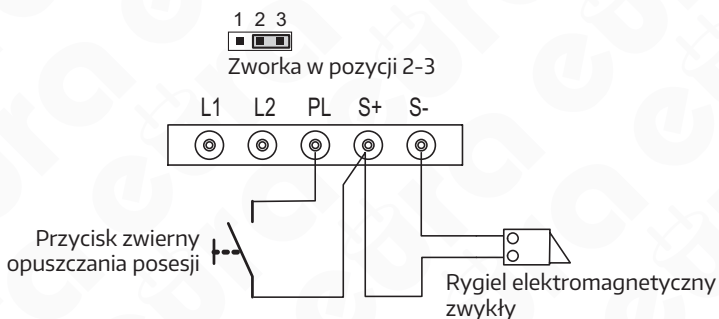 1 2 3
Zworka w pozycji 2-3
L1 L2 PL S+ S-
Przycisk zwierny
opuszczania posesji
Rygiel elektromagnetyczny
zwykły